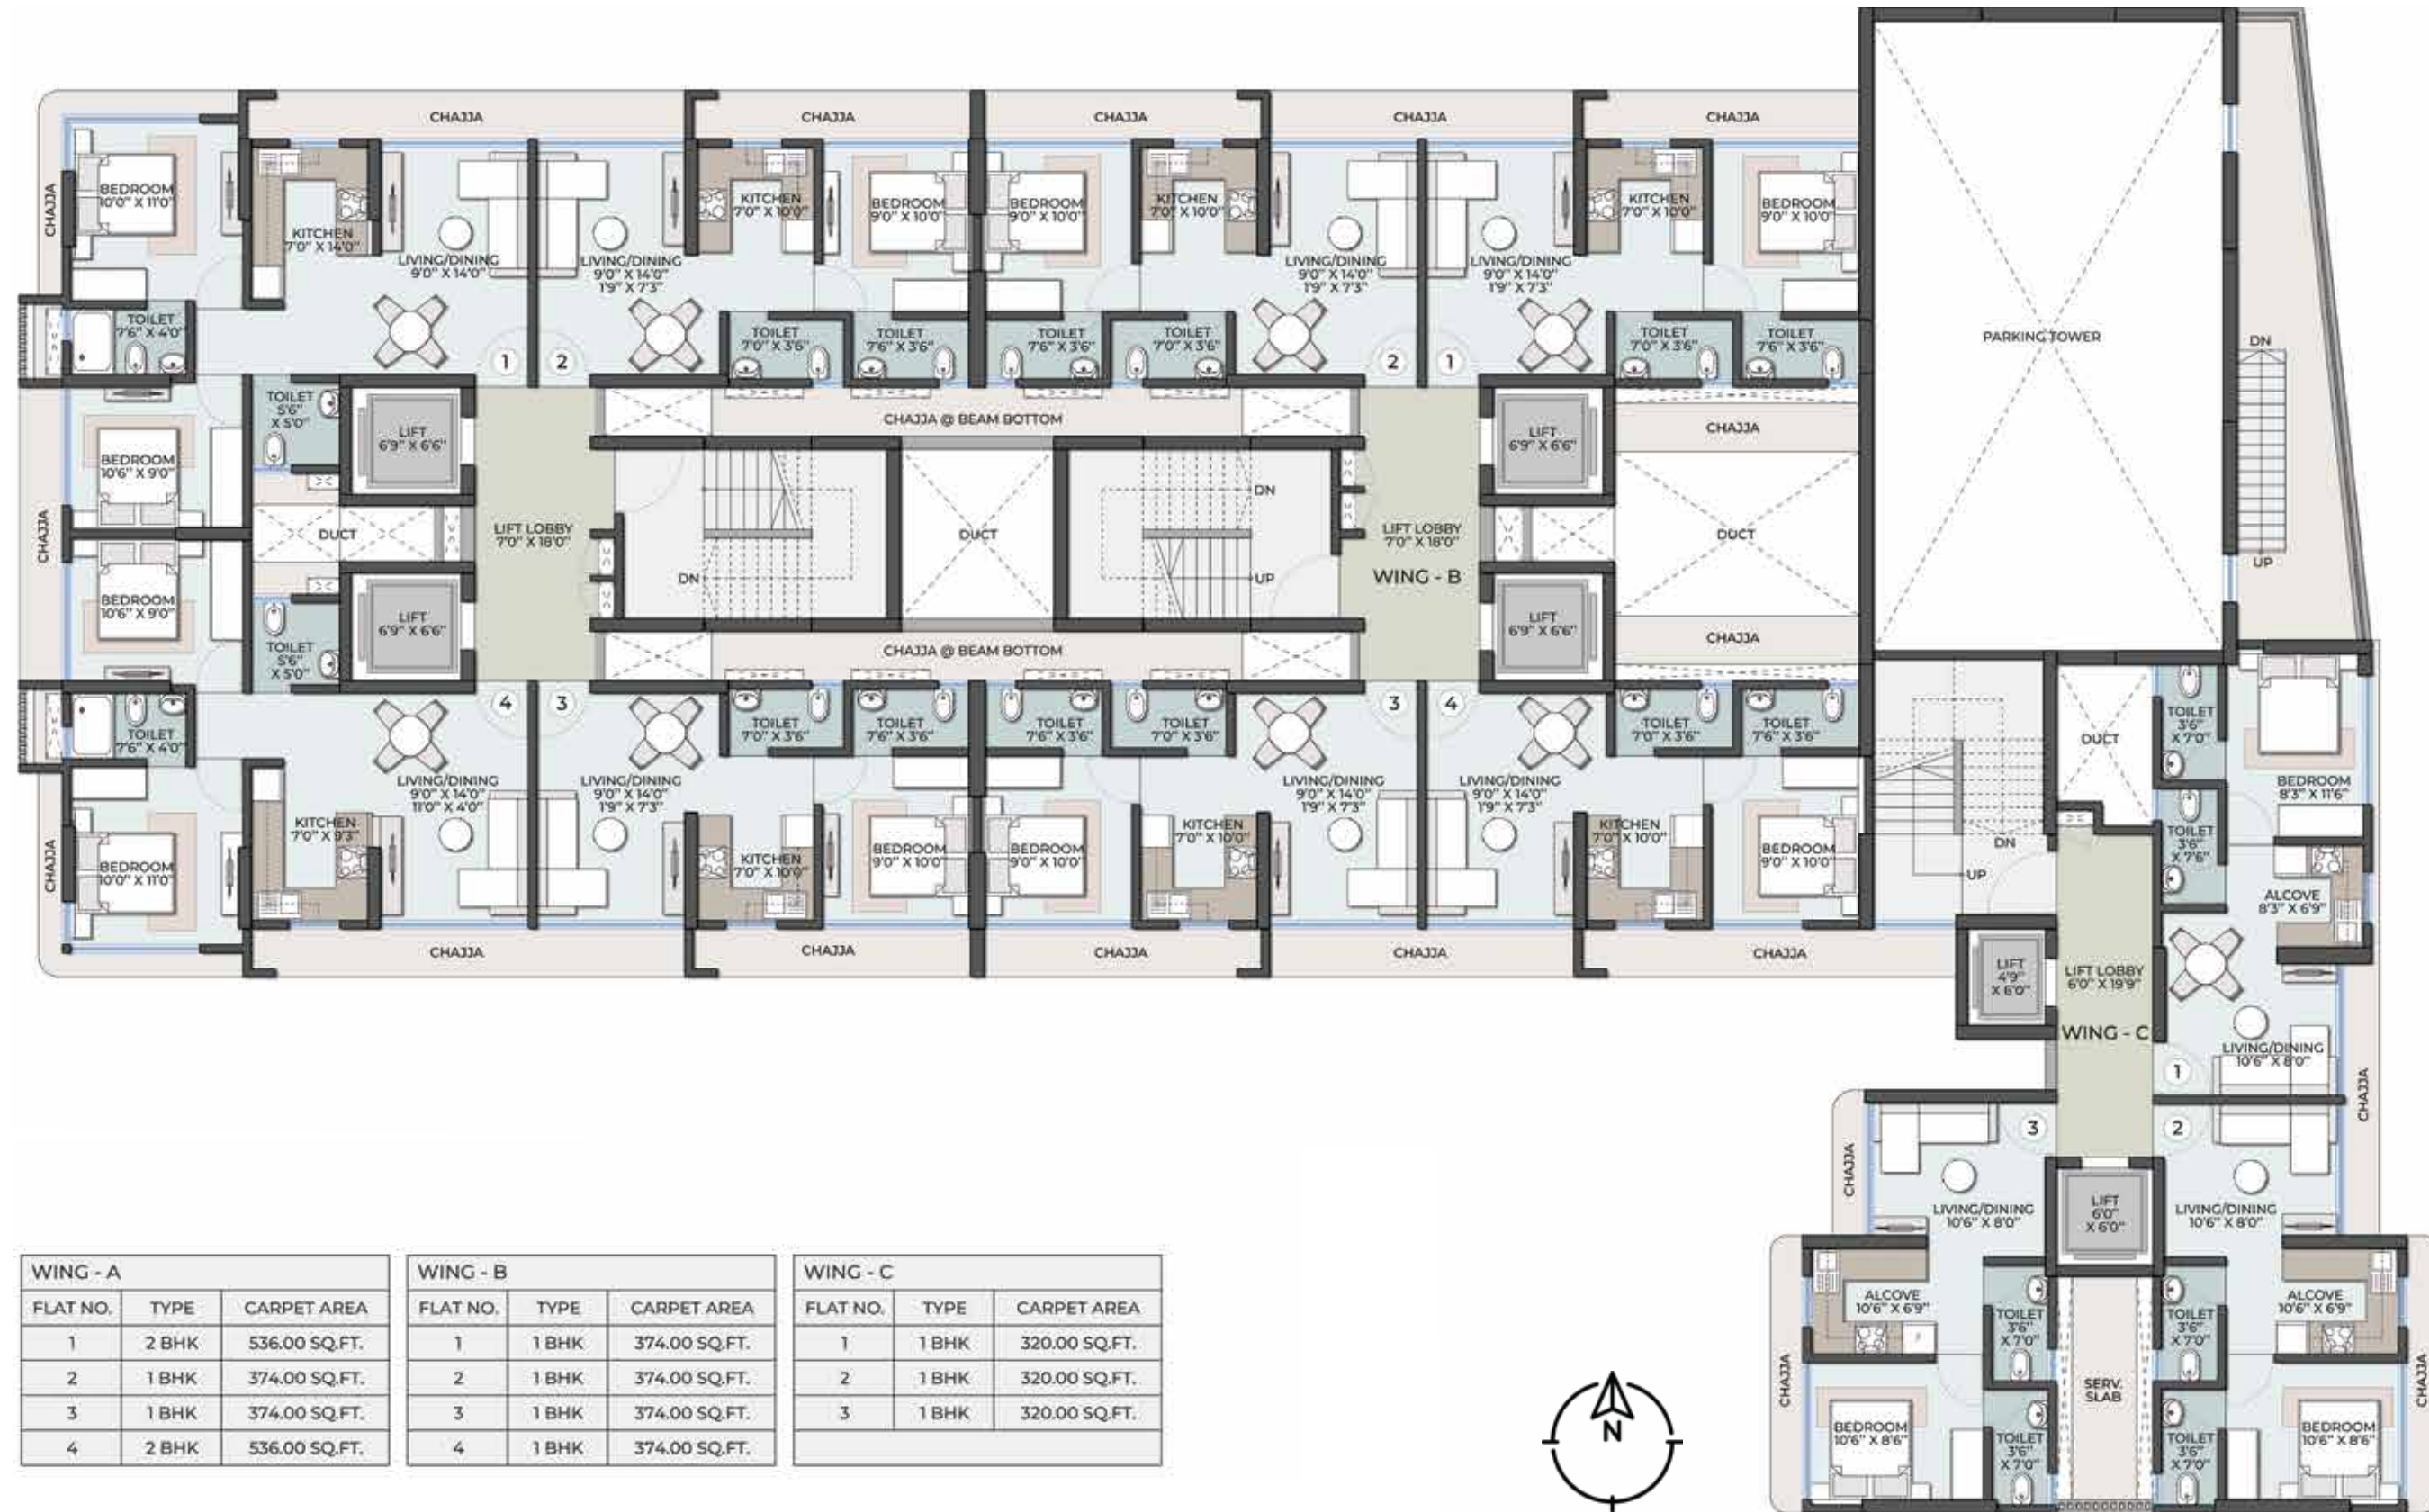 CHAJJA
CHAJJA
CHAJJA
CHAJJA
CHAJJA
CHAJJA
BEDROOM
10'0" X 11'0"
KITCHEN
7'0" X 14'0"
LIVING/DINING
9'0" X 14'0"
LIVING/DINING
9'0" X 14'0"
1'9" X 7'3"
KITCHEN
7'0" X 10'0"
BEDROOM
9'0" X 10'0"
BEDROOM
9'0" X 10'0"
KITCHEN
7'0" X 10'0"
LIVING/DINING
9'0" X 14'0"
1'9" X 7'3"
LIVING/DINING
9'0" X 14'0"
1'9" X 7'3"
KITCHEN
7'0" X 10'0"
BEDROOM
9'0" X 10'0"
PARKING TOWER
DN
UP
TOILET
7'6" X 4'0"
1
2
TOILET
7'0" X 3'6"
TOILET
7'6" X 3'6"
TOILET
7'6" X 3'6"
TOILET
7'0" X 3'6"
2
1
TOILET
7'0" X 3'6"
TOILET
7'6" X 3'6"
TOILET
5'6"
X 5'0"
LIFT
6'9" X 6'6"
CHAJJA @ BEAM BOTTOM
LIFT
6'9" X 6'6"
CHAJJA
CHAJJA
BEDROOM
10'6" X 9'0"
DUCT
LIFT LOBBY
7'0" X 18'0"
DN
DUCT
DN
UP
LIFT LOBBY
7'0" X 18'0"
WING - B
DUCT
BEDROOM
10'6" X 9'0"
LIFT
6'9" X 6'6"
LIFT
6'9" X 6'6"
TOILET
5'6"
X 5'0"
CHAJJA @ BEAM BOTTOM
CHAJJA
TOILET
7'6" X 4'0"
4
3
TOILET
7'0" X 3'6"
TOILET
7'6" X 3'6"
TOILET
7'6" X 3'6"
TOILET
7'0" X 3'6"
3
4
TOILET
7'0" X 3'6"
TOILET
7'6" X 3'6"
CHAJJA
BEDROOM
10'0" X 11'0"
KITCHEN
7'0" X 9'3"
LIVING/DINING
9'0" X 14'0"
11'0" X 4'0"
LIVING/DINING
9'0" X 14'0"
1'9" X 7'3"
KITCHEN
7'0" X 10'0"
BEDROOM
9'0" X 10'0"
BEDROOM
9'0" X 10'0"
KITCHEN
7'0" X 10'0"
LIVING/DINING
9'0" X 14'0"
1'9" X 7'3"
LIVING/DINING
9'0" X 14'0"
1'9" X 7'3"
KITCHEN
7'0" X 10'0"
BEDROOM
9'0" X 10'0"
CHAJJA
CHAJJA
CHAJJA
CHAJJA
CHAJJA
DUCT
TOILET
3'6"
X 7'0"
BEDROOM
8'3" X 11'6"
DN
UP
TOILET
3'6"
X 7'6"
ALCOVE
8'3" X 6'9"
LIFT
4'9"
X 6'0"
LIFT LOBBY
6'0" X 19'9"
WING - C
LIVING/DINING
10'6" X 8'0"
1
CHAJJA
3
2
CHAJJA
LIVING/DINING
10'6" X 8'0"
LIFT
6'0"
X 6'0"
LIVING/DINING
10'6" X 8'0"
ALCOVE
10'6" X 6'9"
TOILET
3'6"
X 7'0"
TOILET
3'6"
X 7'0"
ALCOVE
10'6" X 6'9"
CHAJJA
SERV.
SLAB
CHAJJA
BEDROOM
10'6" X 8'6"
TOILET
3'6"
X 7'0"
TOILET
3'6"
X 7'0"
BEDROOM
10'6" X 8'6"
WING - A
FLAT NO. TYPE CARPET AREA
1 2 BHK 536.00 SQ.FT.
2 1 BHK 374.00 SQ.FT.
3 1 BHK 374.00 SQ.FT.
4 2 BHK 536.00 SQ.FT.
WING - B
FLAT NO. TYPE CARPET AREA
1 1 BHK 374.00 SQ.FT.
2 1 BHK 374.00 SQ.FT.
3 1 BHK 374.00 SQ.FT.
4 1 BHK 374.00 SQ.FT.
WING - C
FLAT NO. TYPE CARPET AREA
1 1 BHK 320.00 SQ.FT.
2 1 BHK 320.00 SQ.FT.
3 1 BHK 320.00 SQ.FT.
N